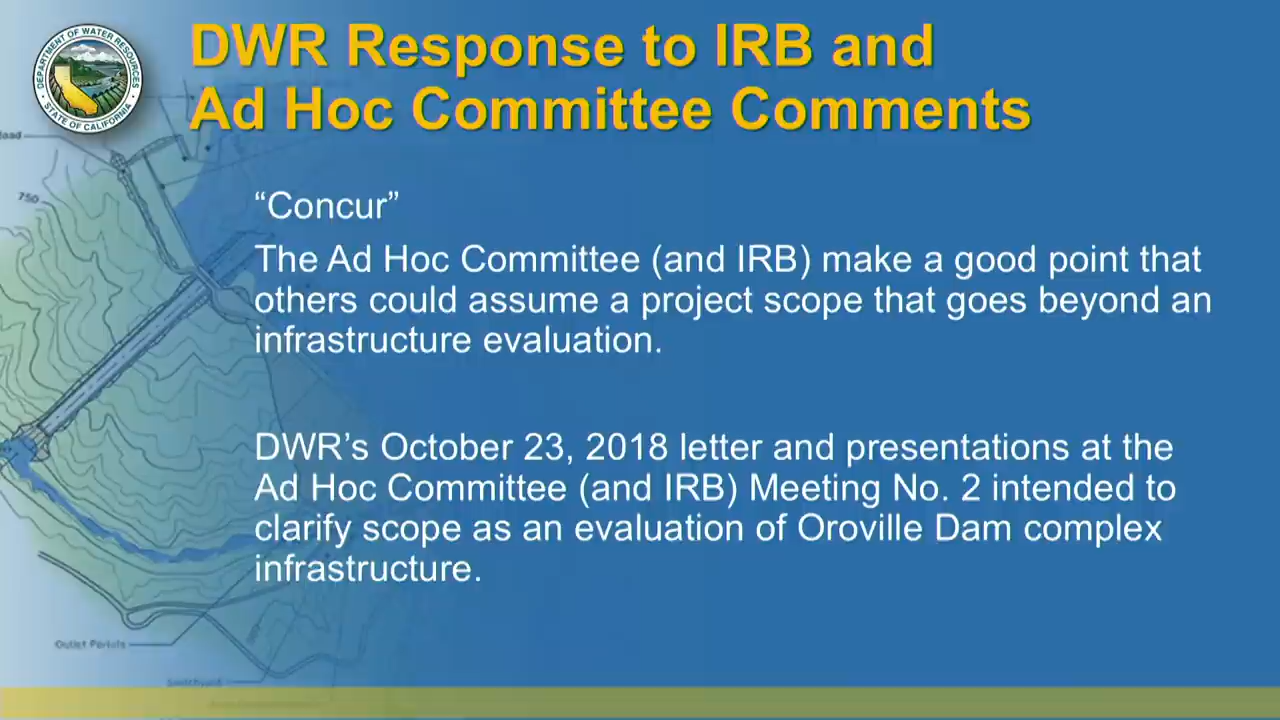 DWR Response to IRB and
Ad Hoc Committee Comments
DEPARTMENT OF WATER RESOURCES
STATE OF CALIFORNIA
“Concur”
The Ad Hoc Committee (and IRB) make a good point that
others could assume a project scope that goes beyond an
infrastructure evaluation.
DWR’s October 23, 2018 letter and presentations at the
Ad Hoc Committee (and IRB) Meeting No. 2 intended to
clarify scope as an evaluation of Oroville Dam complex
infrastructure.
750
Outlet Portals
Switchyard